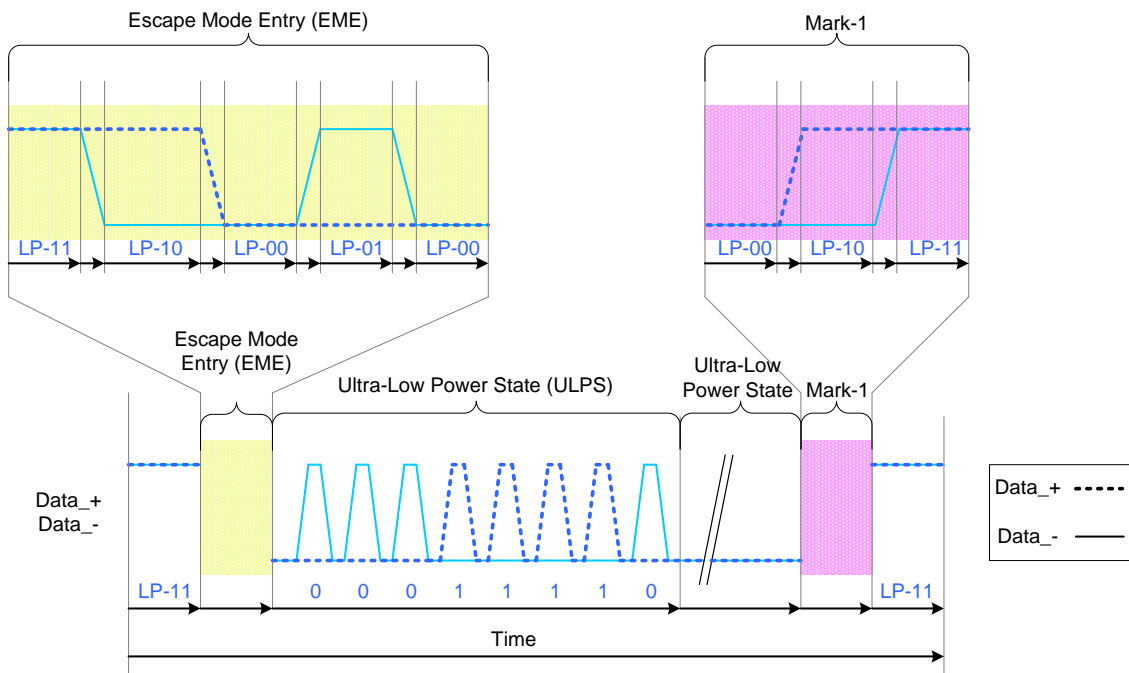 Escape Mode Entry (EME)
Mark-1
LP-11 LP-10 LP-00 LP-01 LP-00
LP-00 LP-10 LP-11
Escape Mode
Entry (EME)
Ultra-Low Power State (ULPS)
Ultra-Low
Power State
Mark-1
Data_+
Data_-
LP-11
0 0 0 1 1 1 1 0
LP-11
Time
Data_+
Data_-